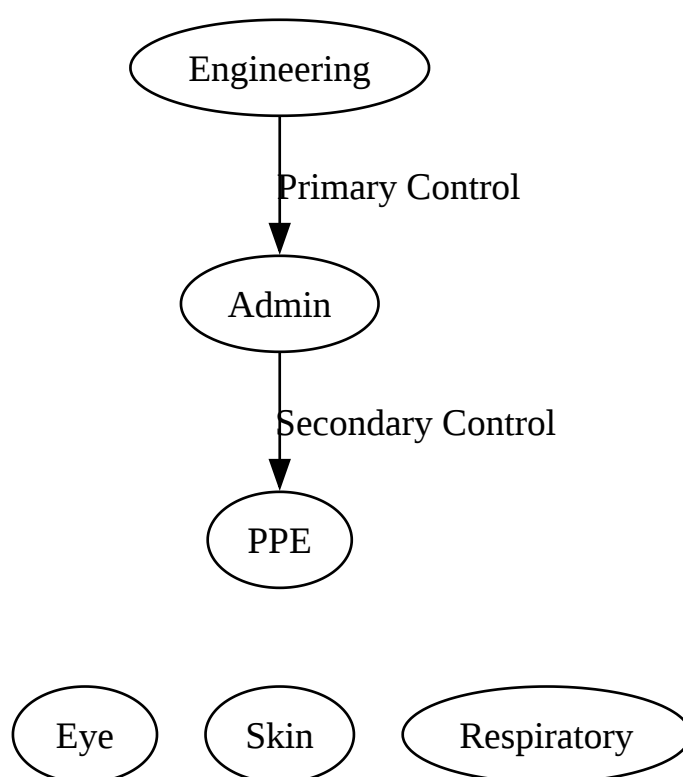 Engineering
Primary Control
Admin
Secondary Control
PPE
Eye
Skin
Respiratory